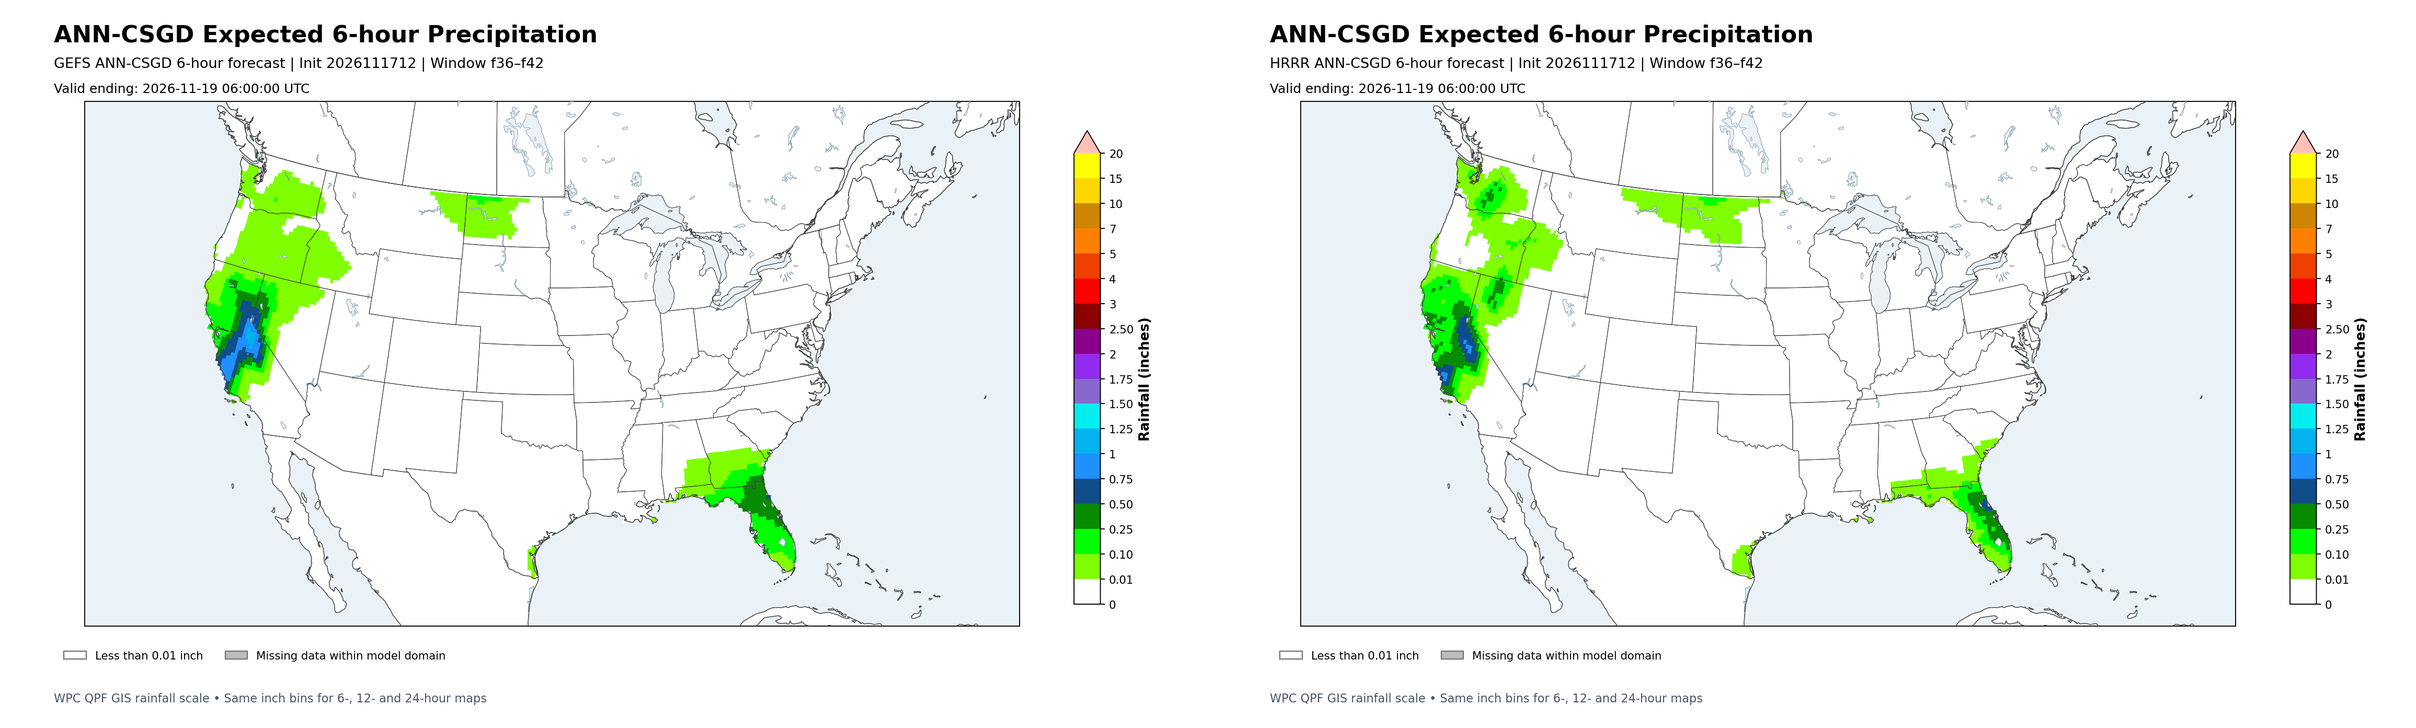 ANN-CSGD Expected 6-hour Precipitation
GEFS ANN-CSGD 6-hour forecast | Init 2026111712 | Window f36–f42
Valid ending: 2026-11-19 06:00:00 UTC
20
15
10
7
5
4
3
2.50
2
1.75
1.50
1.25
1
0.75
0.50
0.25
0.10
0.01
0
Rainfall (inches)
Less than 0.01 inch
Missing data within model domain
WPC QPF GIS rainfall scale • Same inch bins for 6-, 12- and 24-hour maps
ANN-CSGD Expected 6-hour Precipitation
HRRR ANN-CSGD 6-hour forecast | Init 2026111712 | Window f36–f42
Valid ending: 2026-11-19 06:00:00 UTC
20
15
10
7
5
4
3
2.50
2
1.75
1.50
1.25
1
0.75
0.50
0.25
0.10
0.01
0
Rainfall (inches)
Less than 0.01 inch
Missing data within model domain
WPC QPF GIS rainfall scale • Same inch bins for 6-, 12- and 24-hour maps